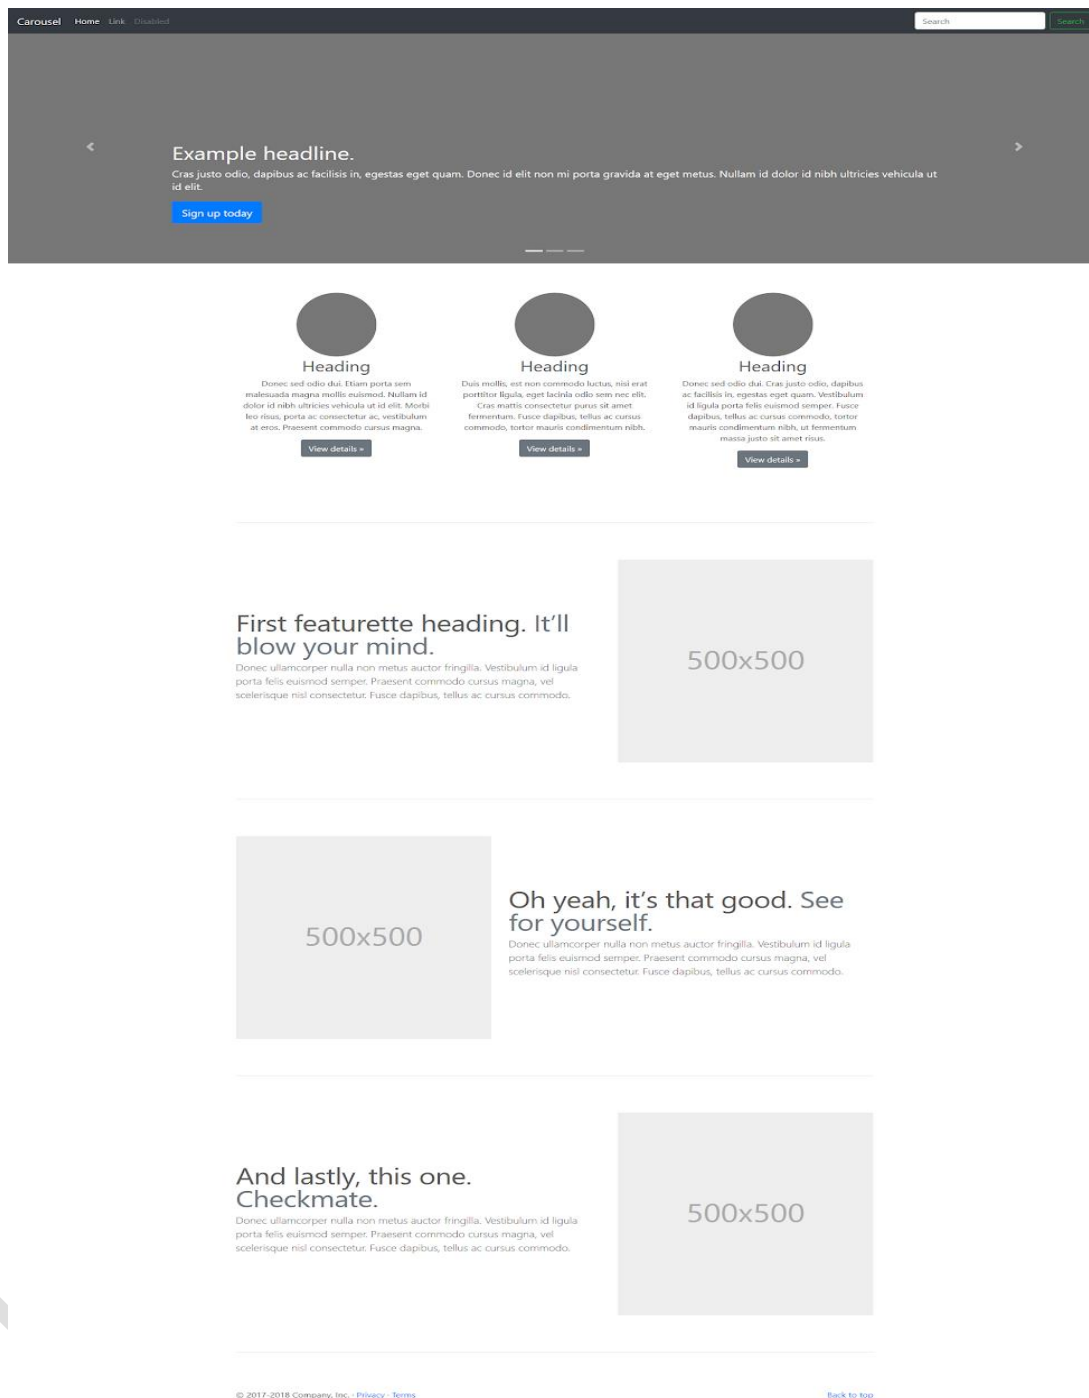 Carousel Home Link Disabled Search Search
Example headline.
Cras justo odio, dapibus ac facilisis in, egestas eget quam. Donec id elit non mi porta gravida at eget metus. Nullam id dolor id nibh ultricies vehicula ut
id elit.
Sign up today
Heading
Donec sed odio dui. Etiam porta sem
malesuada magna mollis euismod. Nullam id
dolor id nibh ultricies vehicula ut id elit. Morbi
leo risus, porta ac consectetur ac, vestibulum
at eros. Praesent commodo cursus magna.
View details »
Heading
Duis mollis, est non commodo luctus, nisi erat
porttitor ligula, eget lacinia odio sem nec elit.
Cras mattis consectetur purus sit amet
fermentum. Fusce dapibus, tellus ac cursus
commodo, tortor mauris condimentum nibh.
View details »
Heading
Donec sed odio dui. Cras justo odio, dapibus
ac facilisis in, egestas eget quam. Vestibulum
id ligula porta felis euismod semper. Fusce
dapibus, tellus ac cursus commodo, tortor
mauris condimentum nibh, ut fermentum
massa justo sit amet risus.
View details »
First featurette heading. It’ll
blow your mind.
Donec ullamcorper nulla non metus auctor fringilla. Vestibulum id ligula
porta felis euismod semper. Praesent commodo cursus magna, vel
scelerisque nisl consectetur. Fusce dapibus, tellus ac cursus commodo.
500x500
500x500
Oh yeah, it’s that good. See
for yourself.
Donec ullamcorper nulla non metus auctor fringilla. Vestibulum id ligula
porta felis euismod semper. Praesent commodo cursus magna, vel
scelerisque nisl consectetur. Fusce dapibus, tellus ac cursus commodo.
And lastly, this one.
Checkmate.
Donec ullamcorper nulla non metus auctor fringilla. Vestibulum id ligula
porta felis euismod semper. Praesent commodo cursus magna, vel
scelerisque nisl consectetur. Fusce dapibus, tellus ac cursus commodo.
500x500
© 2017-2018 Company, Inc. · Privacy · Terms
Back to top